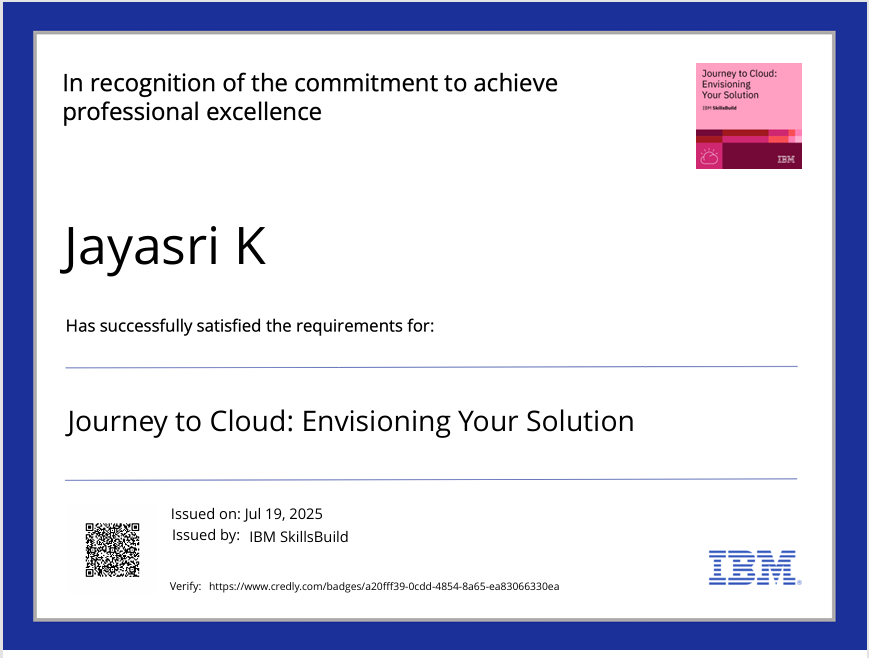 In recognition of the commitment to achieve
professional excellence
Journey to Cloud:
Envisioning
Your Solution
IBM SkillsBuild
IBM
Jayasri K
Has successfully satisfied the requirements for:
Journey to Cloud: Envisioning Your Solution
Issued on: Jul 19, 2025
Issued by: IBM SkillsBuild
Verify: https://www.credly.com/badges/a20fff39-0cdd-4854-8a65-ea83066330ea
IBM®